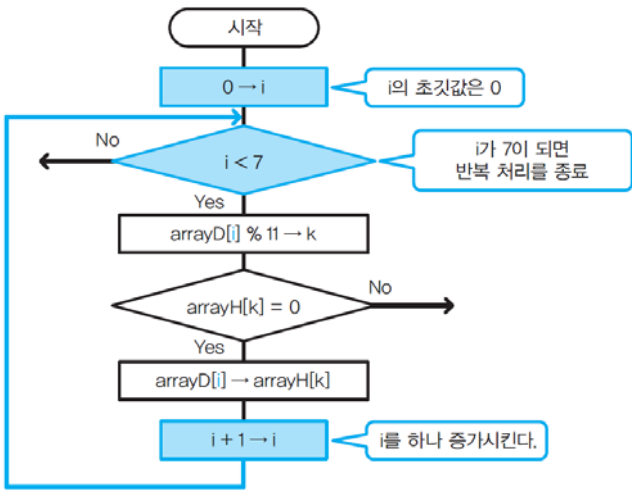 시작
0 → i
i의 초깃값은 0
No
i < 7
i가 7이 되면
반복 처리를 종료
Yes
arrayD[i] % 11 → k
arrayH[k] = 0
No
Yes
arrayD[i] → arrayH[k]
i + 1 → i
i를 하나 증가시킨다.